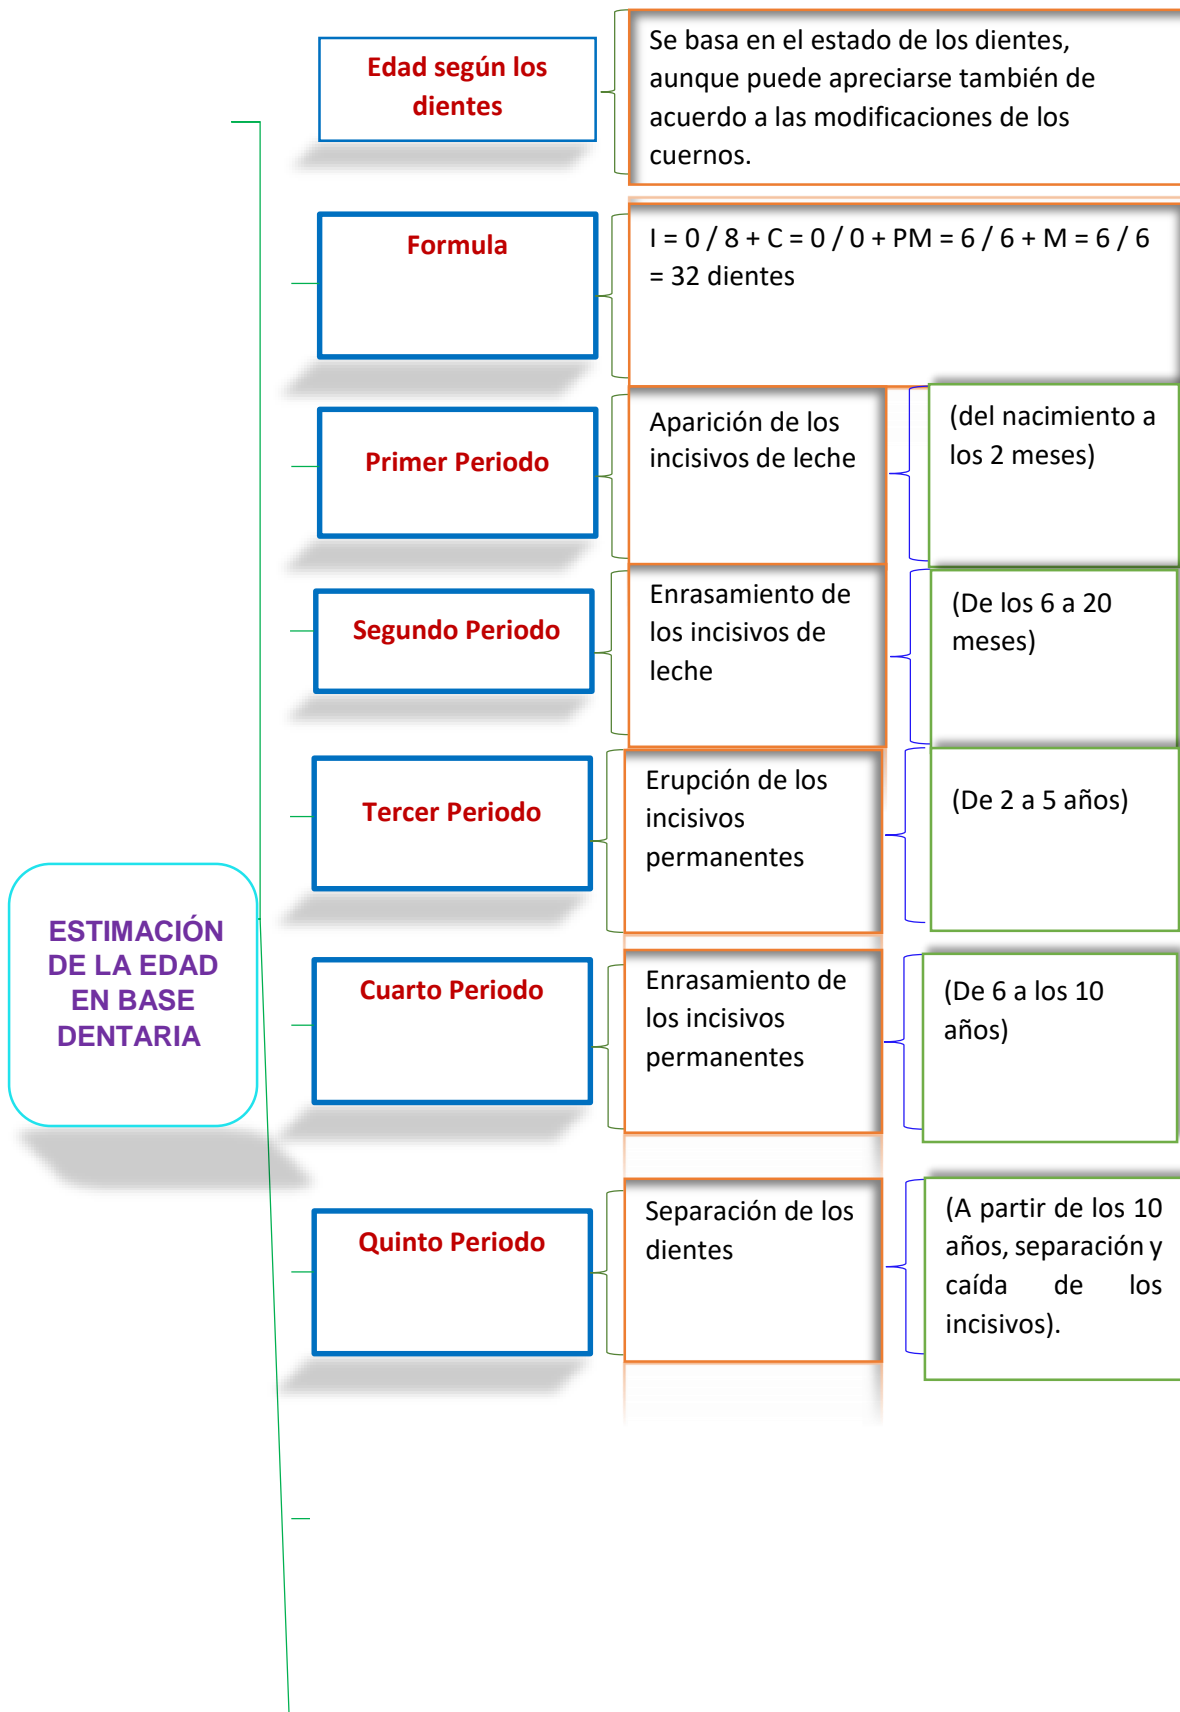 Edad según los
dientes
Se basa en el estado de los dientes,
aunque puede apreciarse también de
acuerdo a las modificaciones de los
cuernos.
Formula
I = 0 / 8 + C = 0 / 0 + PM = 6 / 6 + M = 6 / 6
= 32 dientes
Primer Periodo
Aparición de los
incisivos de leche
(del nacimiento a
los 2 meses)
Segundo Periodo
Enrasamiento de
los incisivos de
leche
(De los 6 a 20
meses)
Tercer Periodo
Erupción de los
incisivos
permanentes
(De 2 a 5 años)
ESTIMACIÓN
DE LA EDAD
EN BASE
DENTARIA
Cuarto Periodo
Enrasamiento de
los incisivos
permanentes
(De 6 a los 10
años)
Quinto Periodo
Separación de los
dientes
(A partir de los 10
años, separación y
caída de los
incisivos).